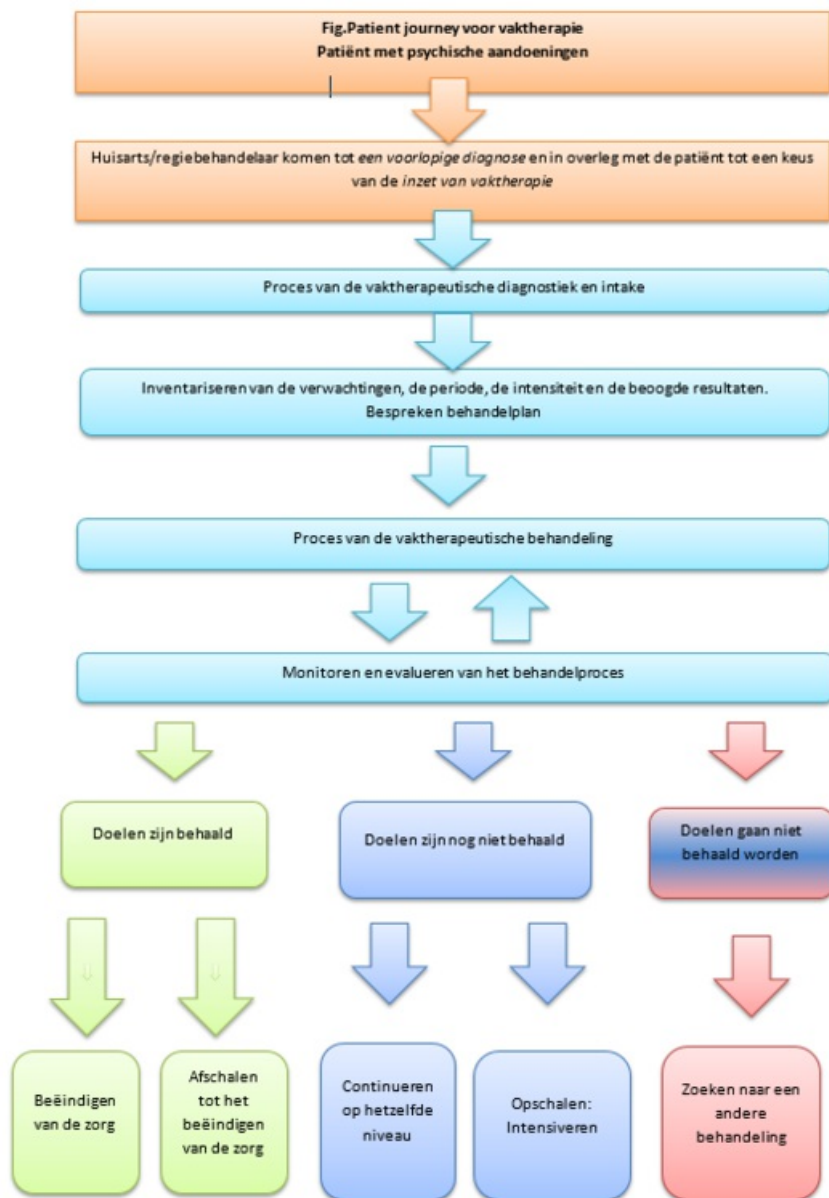 Fig.Patient journey voor vaktherapie
Patiënt met psychische aandoeningen
Huisarts/regiebehandelaar komen tot een voorlopige diagnose en in overleg met de patiënt tot een keus
van de inzet van vaktherapie
Proces van de vaktherapeutische diagnostiek en intake
Inventariseren van de verwachtingen, de periode, de intensiteit en de beoogde resultaten.
Bespreken behandelplan
Proces van de vaktherapeutische behandeling
Monitoren en evalueren van het behandelproces
Doelen zijn behaald
Doelen zijn nog niet behaald
Doelen gaan niet
behaald worden
Beëindigen
van de zorg
Afschalen
tot het
beëindigen
van de zorg
Continueren
op hetzelfde
niveau
Opschalen:
Intensiveren
Zoeken naar een
andere
behandeling